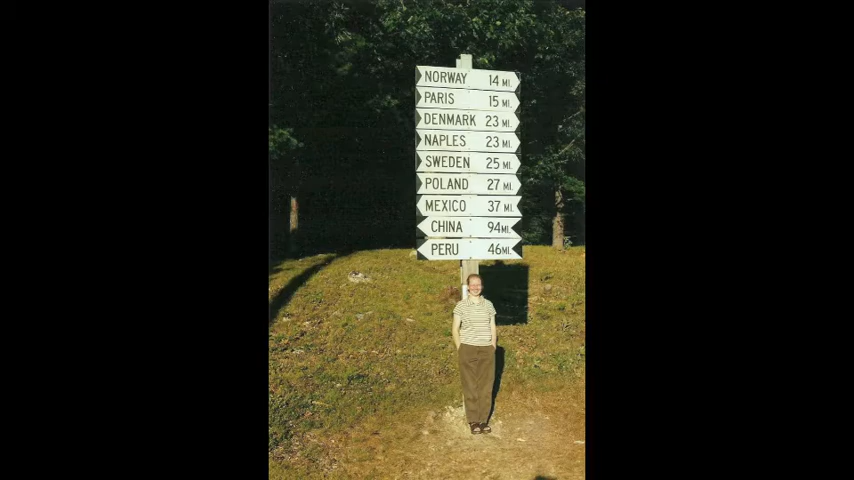 NORWAY 14 MI.
PARIS 15 MI.
DENMARK 23 MI.
NAPLES 23 MI.
SWEDEN 25 MI.
POLAND 27 MI.
MEXICO 37 MI.
CHINA 94 MI.
PERU 46 MI.